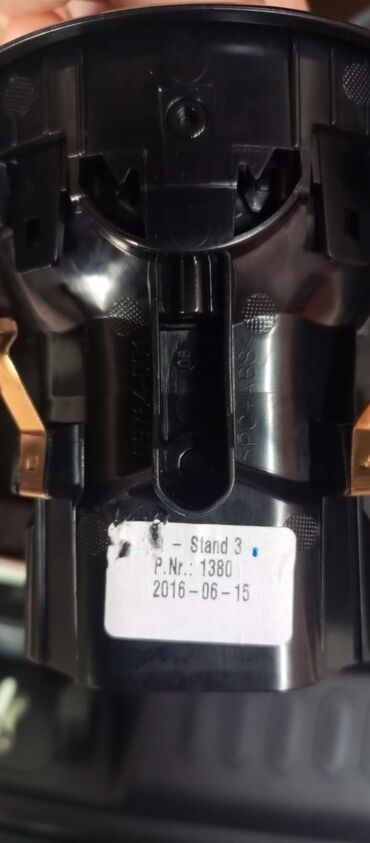 >PC+ABS<
- Stand 3
P.Nr.: 1380
2016-06-15